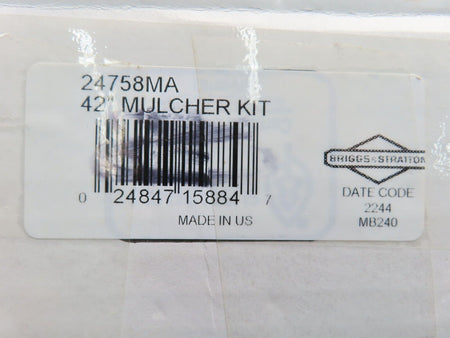 24758MA
42" MULCHER KIT
0 24847 15884 7
MADE IN US
BRIGGS&STRATTON
DATE CODE
2244
MB240